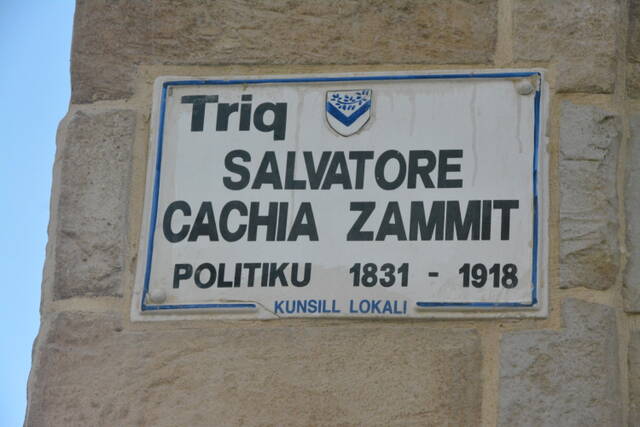 Triq
SALVATORE
CACHIA ZAMMIT
POLITIKU 1831 - 1918
KUNSILL LOKALI